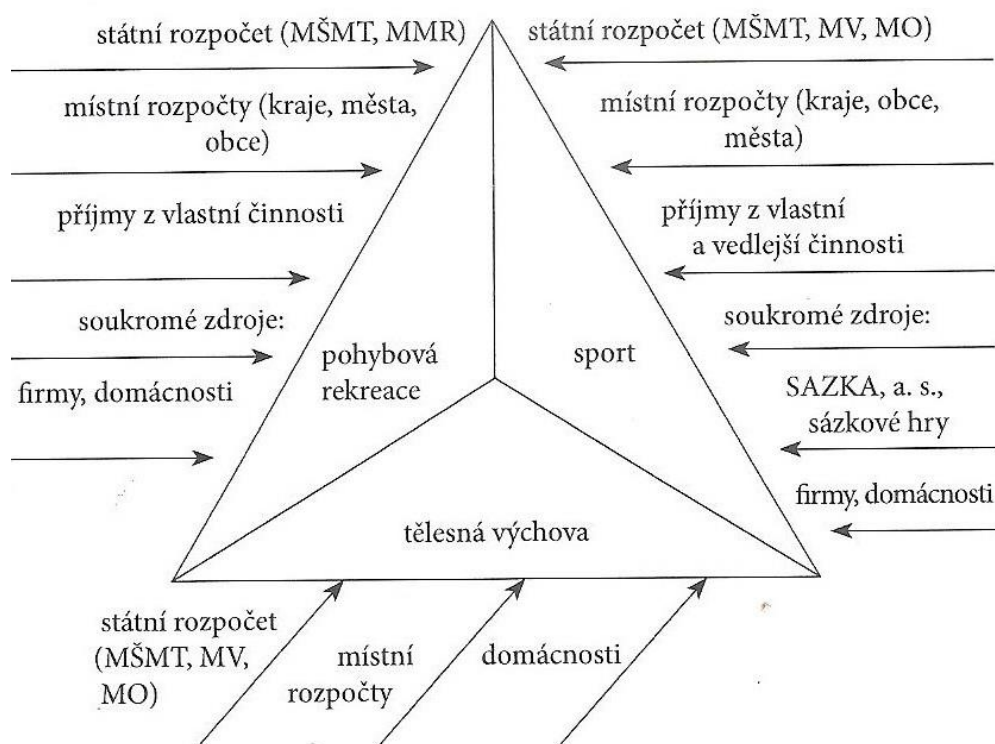 státní rozpočet (MŠMT, MMR)
místní rozpočty (kraje, města,
obce)
příjmy z vlastní činnosti
soukromé zdroje:
firmy, domácnosti
státní rozpočet (MŠMT, MV, MO)
místní rozpočty (kraje, obce,
města)
příjmy z vlastní
a vedlejší činnosti
soukromé zdroje:
SAZKA, a. s.,
sázkové hry
firmy, domácnosti
pohybová
rekreace
sport
tělesná výchova
státní rozpočet
(MŠMT, MV,
MO)
místní
rozpočty
domácnosti